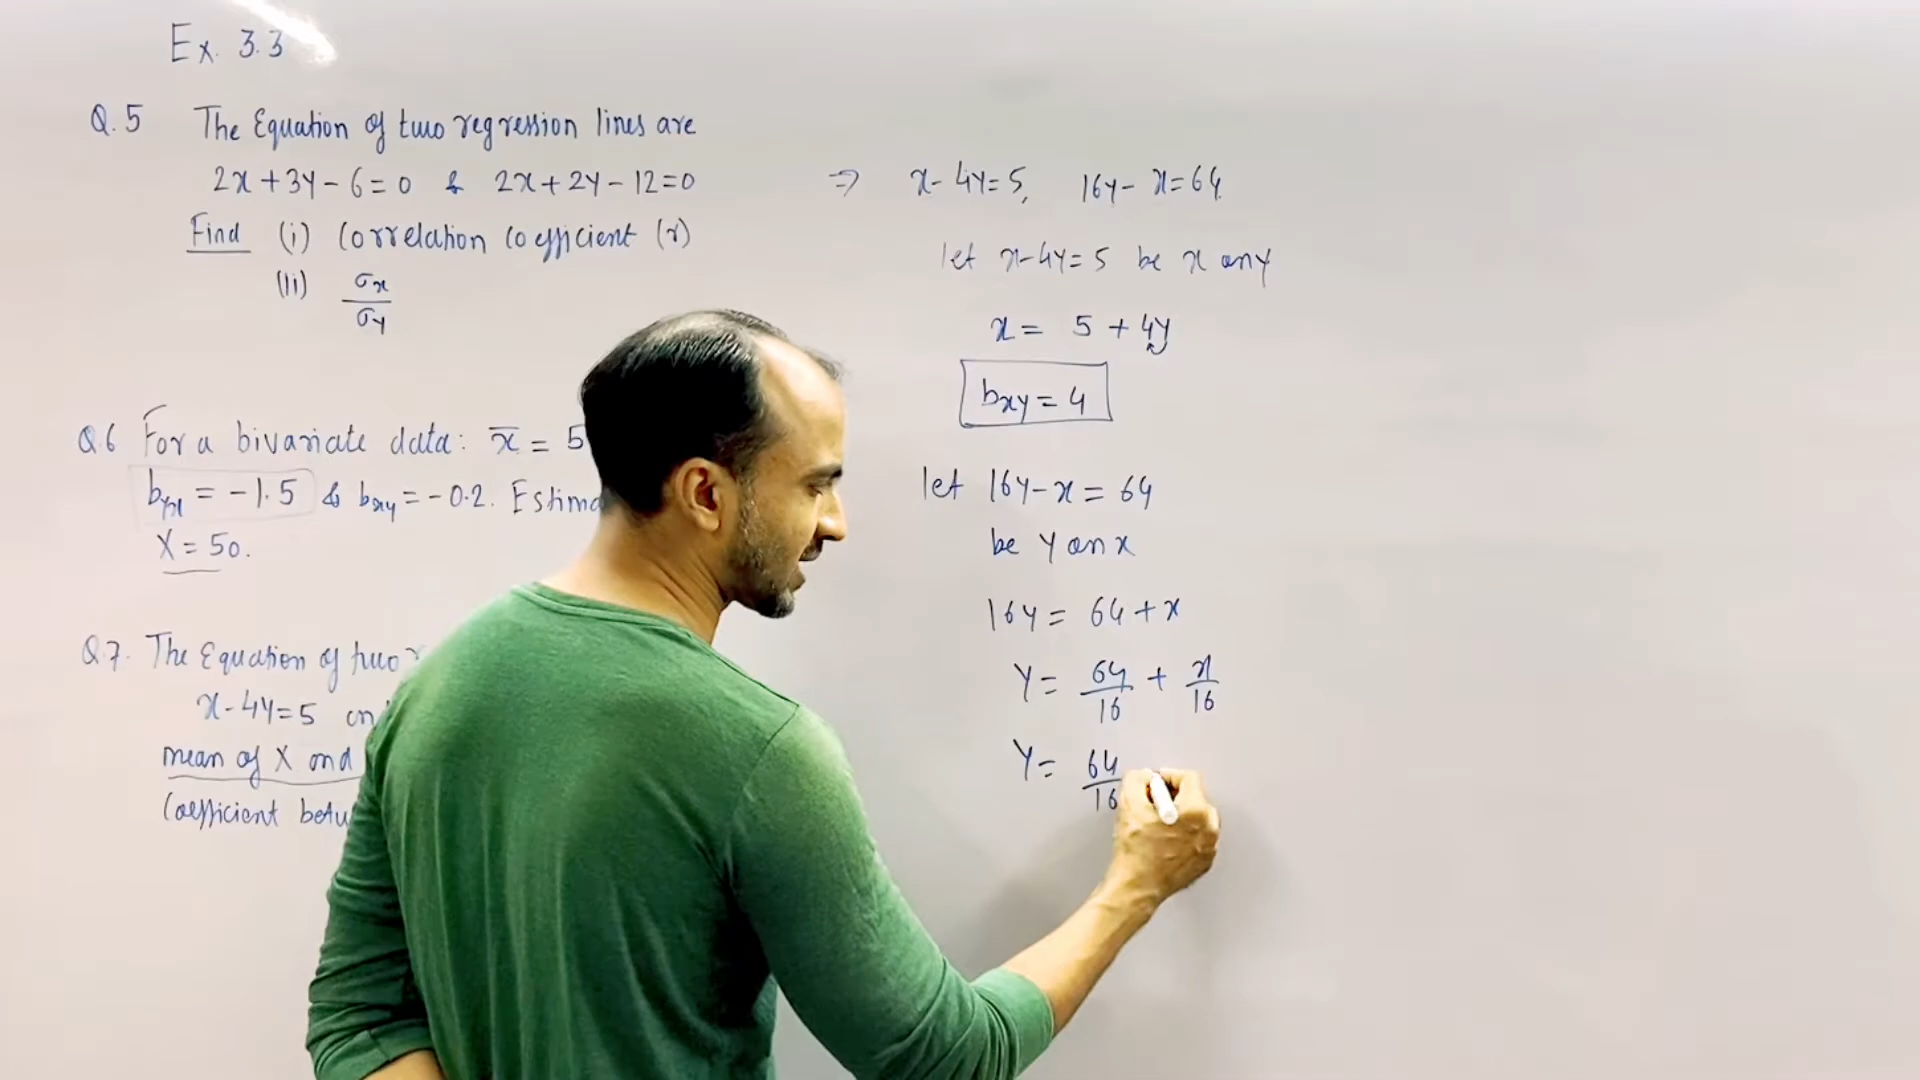 Ex. 3.3
Q.5 The Equation of two regression lines are
2x+3y-6=0 & 2x+2y-12=0
Find (i) Correlation coefficient (r)
(ii) σx/σy
Q.6 For a bivariate data: x̄ = 5
byx = -1.5 & bxy = -0.2. Estima
X = 50.
Q.7. The Equation of two
x-4y=5 and
mean of X and
Coefficient betw
⇒ x-4y=5, 16y-x=64
let x-4y=5 be x on y
x = 5 + 4y
bxy = 4
let 16y-x = 64
be y on x
16y = 64 + x
y = 64/16 + x/16
y = 64/16